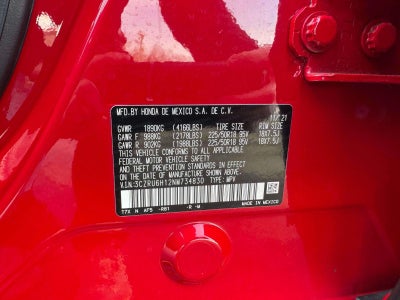 MFD.BY HONDA DE MEXICO S.A. DE C.V. 11/21
GVWR 1890KG (4166LBS) TIRE SIZE RIM SIZE
GAWR F 988KG (2178LBS) 225/50R18 95V 18X7.5J
GAWR R 902KG (1988LBS) 225/50R18 95V 18X7.5J
THIS VEHICLE CONFORMS TO ALL APPLICABLE
FEDERAL MOTOR VEHICLE SAFETY AND
THEFT PREVENTION STANDARDS IN EFFECT
ON THE DATE OF MANUFACTURE SHOWN ABOVE.
V.I.N:3CZRU6H12NM734830 TYPE: MPV
T7X N AF5 -R81 -R -M MADE IN MEXICO